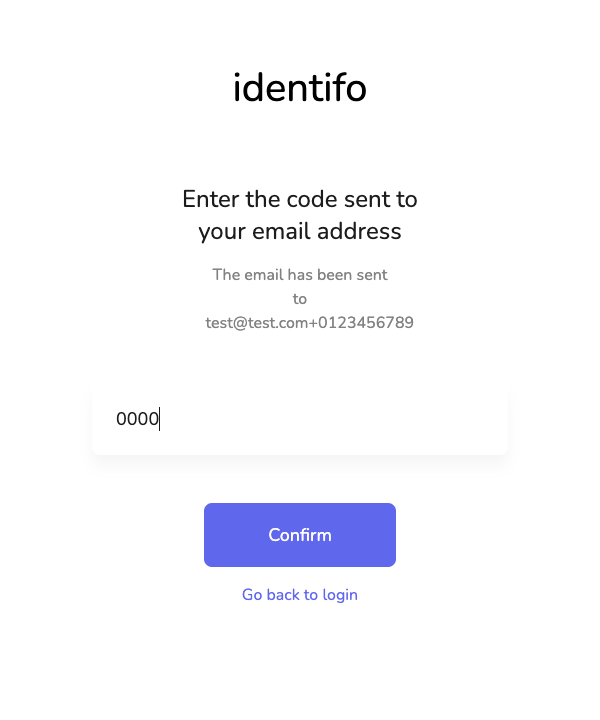 identifo
Enter the code sent to
your email address
The email has been sent
to
test@test.com+0123456789
0000
Confirm
Go back to login